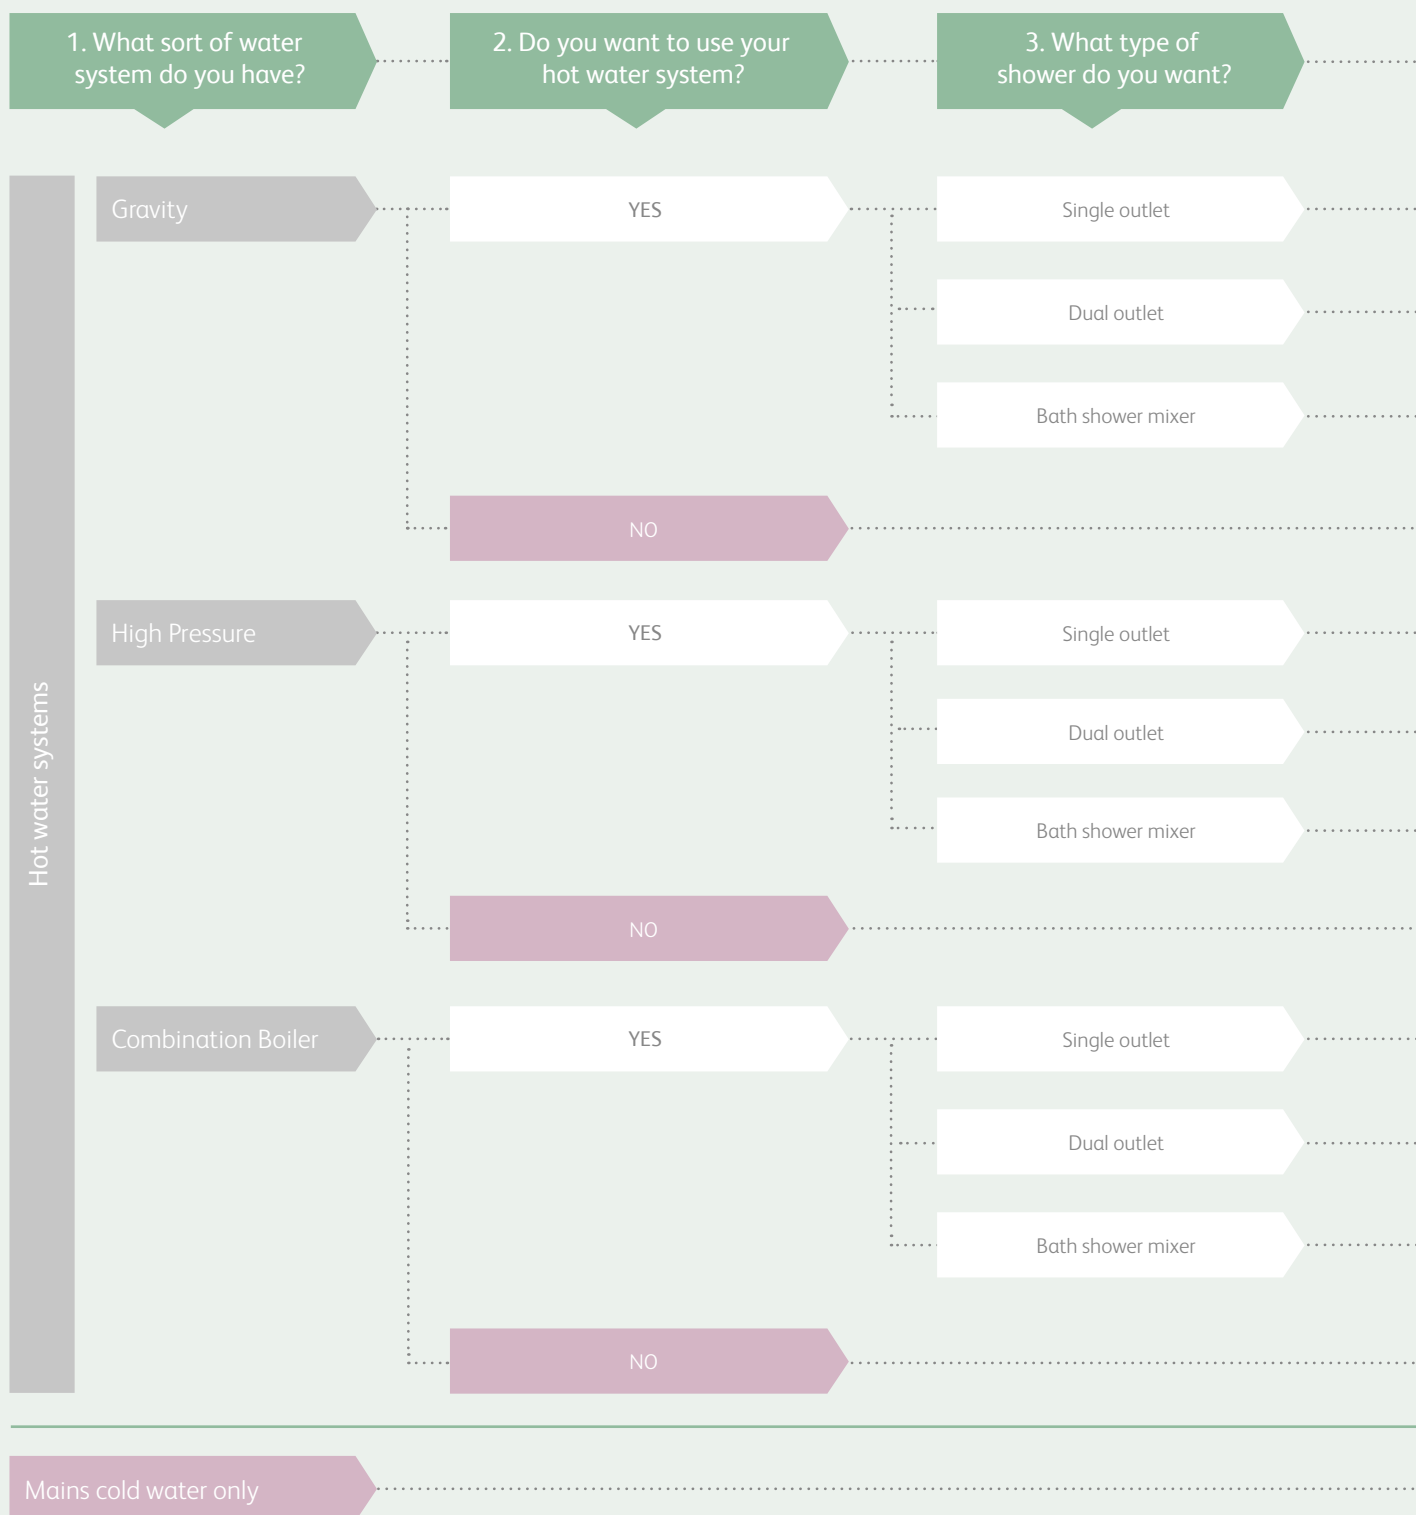 1. What sort of water
system do you have?
2. Do you want to use your
hot water system?
3. What type of
shower do you want?
Hot water systems
Gravity
YES
Single outlet
Dual outlet
Bath shower mixer
NO
High Pressure
YES
Single outlet
Dual outlet
Bath shower mixer
NO
Combination Boiler
YES
Single outlet
Dual outlet
Bath shower mixer
NO
Mains cold water only